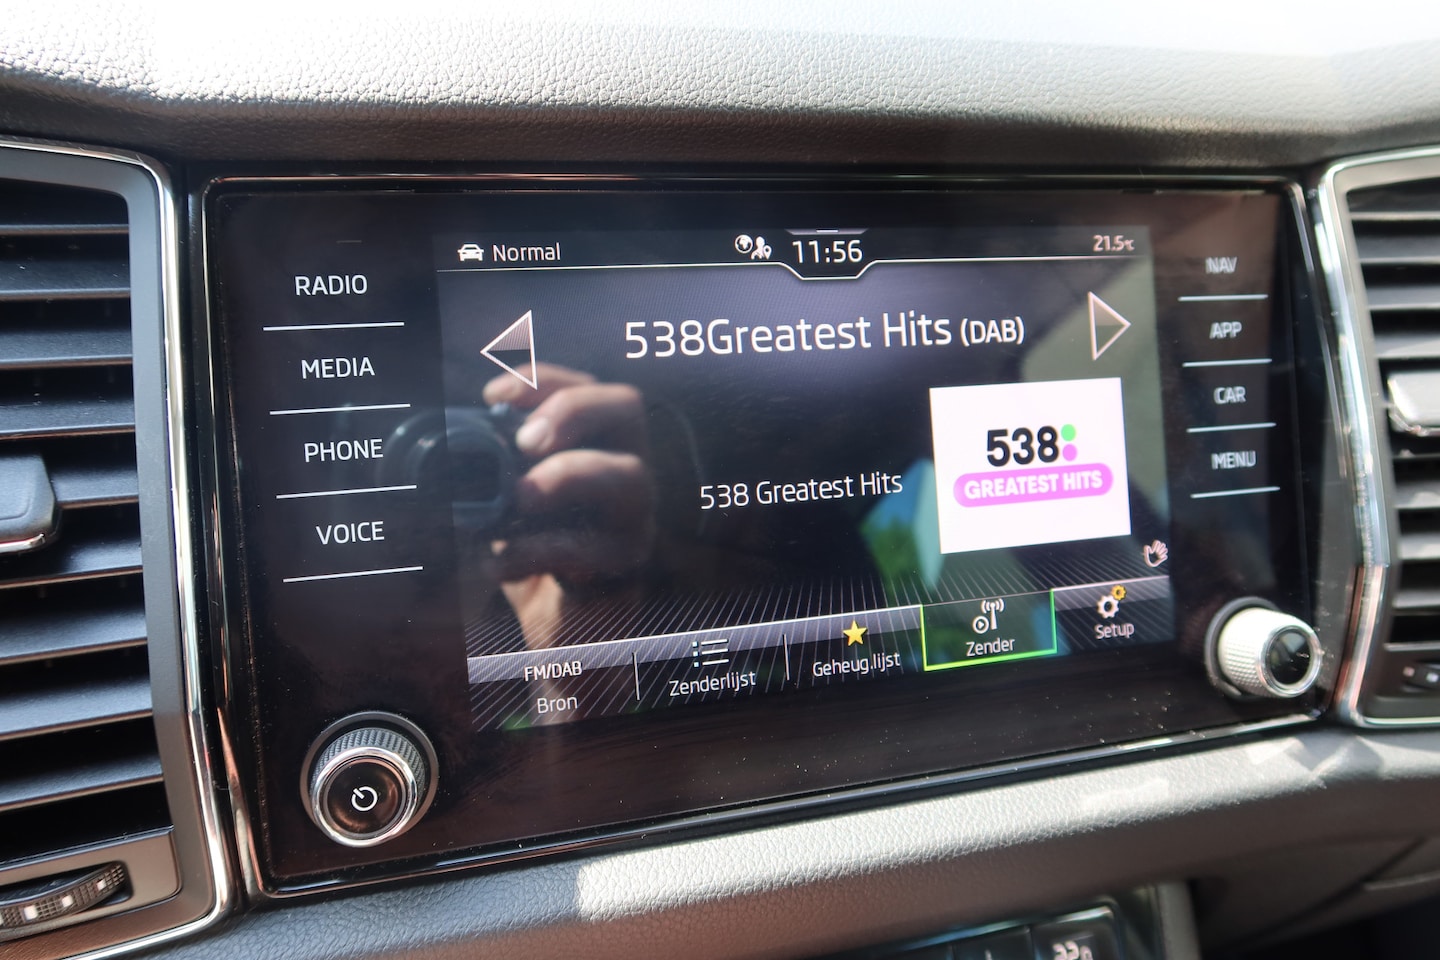 Normal
11:56
21.5℃
RADIO
MEDIA
PHONE
VOICE
538Greatest Hits (DAB)
538 Greatest Hits
538
GREATEST HITS
NAV
APP
CAR
MENU
FM/DAB
Bron
Zenderlijst
Geheug.lijst
Zender
Setup